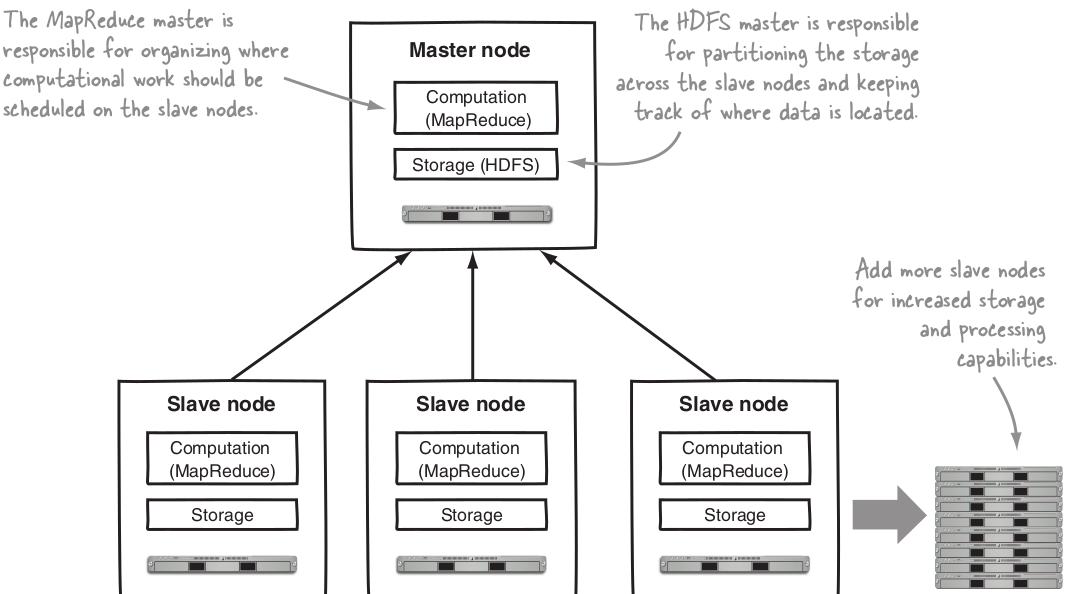 The MapReduce master is
responsible for organizing where
computational work should be
scheduled on the slave nodes.
Master node
Computation
(MapReduce)
Storage (HDFS)
The HDFS master is responsible
for partitioning the storage
across the slave nodes and keeping
track of where data is located.
Add more slave nodes
for increased storage
and processing
capabilities.
Slave node
Computation
(MapReduce)
Storage
Slave node
Computation
(MapReduce)
Storage
Slave node
Computation
(MapReduce)
Storage